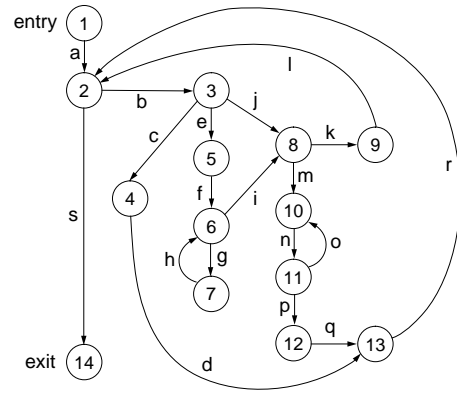 entry 1
a
l
2 b 3 j
e k
c 8 9
5 m r
4 f i
10
s 6 n o
h g
7 11
p
12 q 13
exit 14 d